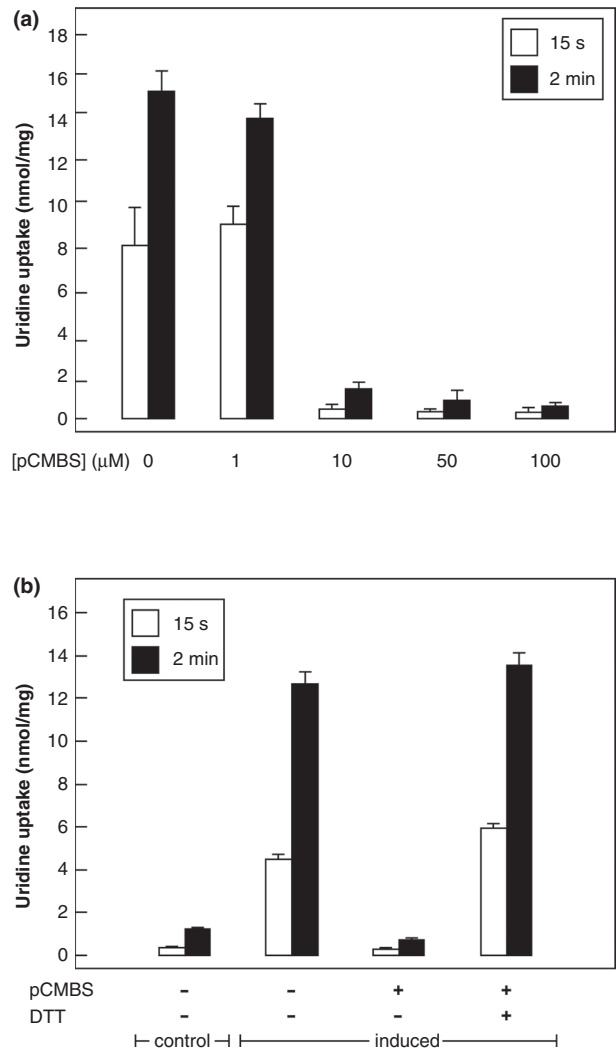 (a)
18
16
14
12
10
8
6
4
2
0
Uridine uptake (nmol/mg)
15 s
2 min
[pCMBS] (μM) 0 1 10 50 100
(b)
16
14
12
10
8
6
4
2
0
Uridine uptake (nmol/mg)
15 s
2 min
pCMBS – – + +
DTT – – – +
control induced